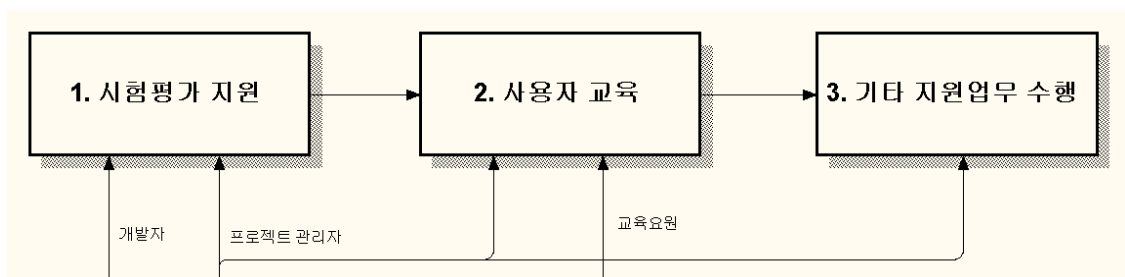 1. 시험평가 지원
2. 사용자 교육
3. 기타 지원업무 수행
개발자
프로젝트 관리자
교육요원